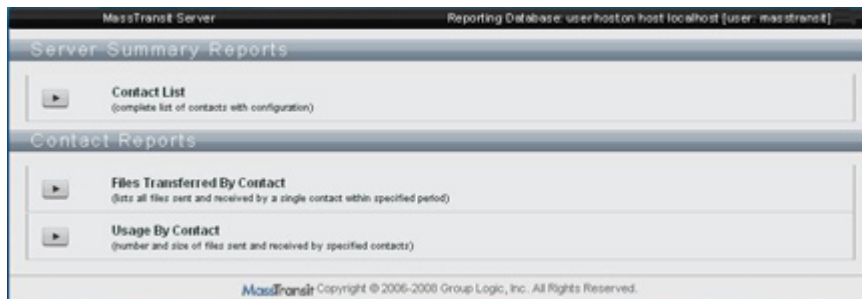 MassTransit Server Reporting Database: userhost on host localhost [user: masstransit]
Server Summary Reports
Contact List
(complete list of contacts with configuration)
Contact Reports
Files Transferred By Contact
(lists all files sent and received by a single contact within specified period)
Usage By Contact
(number and size of files sent and received by specified contacts)
MassTransit Copyright © 2006-2008 Group Logic, Inc. All Rights Reserved.